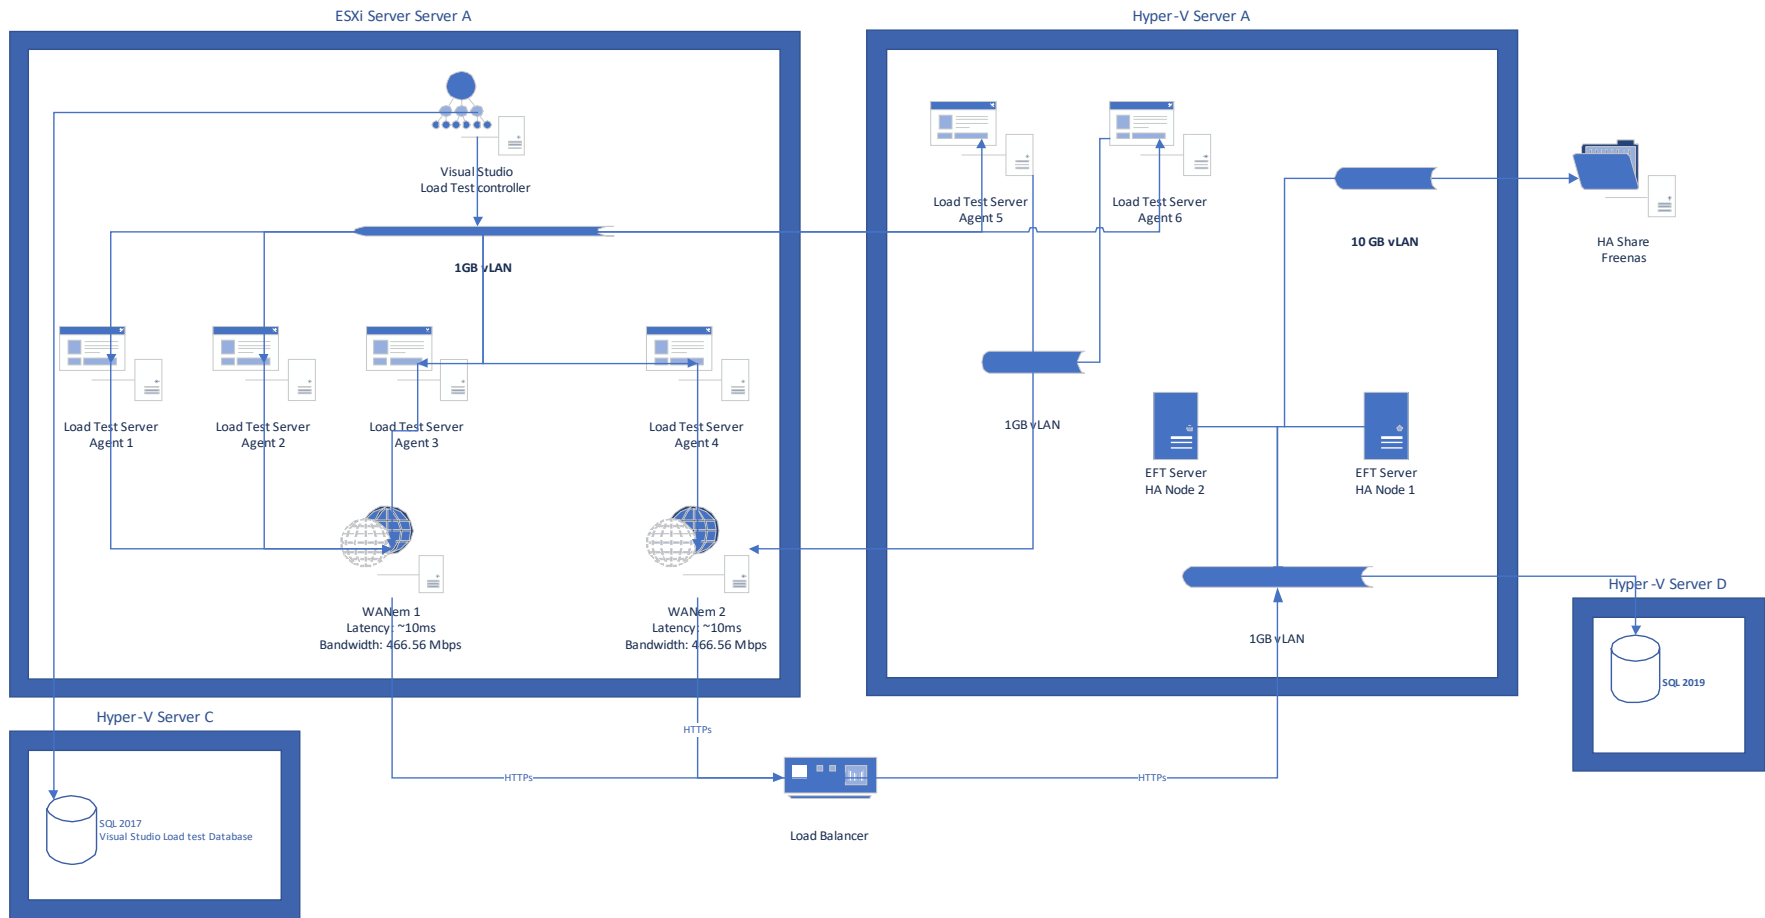 ESXi Server Server A
Hyper-V Server A
Visual Studio
Load Test controller
1GB vLAN
Load Test Server
Agent 5
Load Test Server
Agent 6
10 GB vLAN
HA Share
Freenas
Load Test Server
Agent 1
Load Test Server
Agent 2
Load Test Server
Agent 3
Load Test Server
Agent 4
1GB vLAN
EFT Server
HA Node 2
EFT Server
HA Node 1
WANem 1
Latency: ~10ms
Bandwidth: 466.56 Mbps
WANem 2
Latency: ~10ms
Bandwidth: 466.56 Mbps
1GB vLAN
Hyper-V Server D
SQL 2019
Hyper-V Server C
SQL 2017
Visual Studio Load test Database
HTTPs
HTTPs
HTTPs
Load Balancer